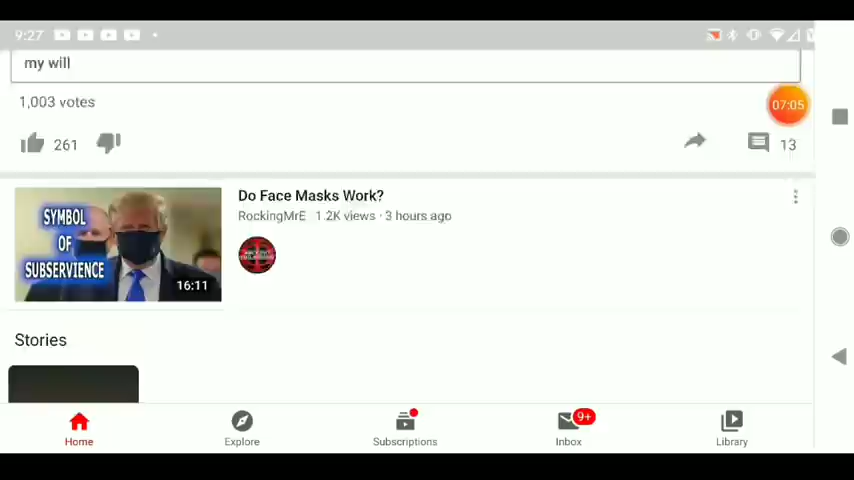 9:27
my will
1,003 votes
07:05
261
13
Do Face Masks Work?
RockingMrE 1.2K views · 3 hours ago
SYMBOL
OF
SUBSERVIENCE
16:11
Stories
9+
Home
Explore
Subscriptions
Inbox
Library